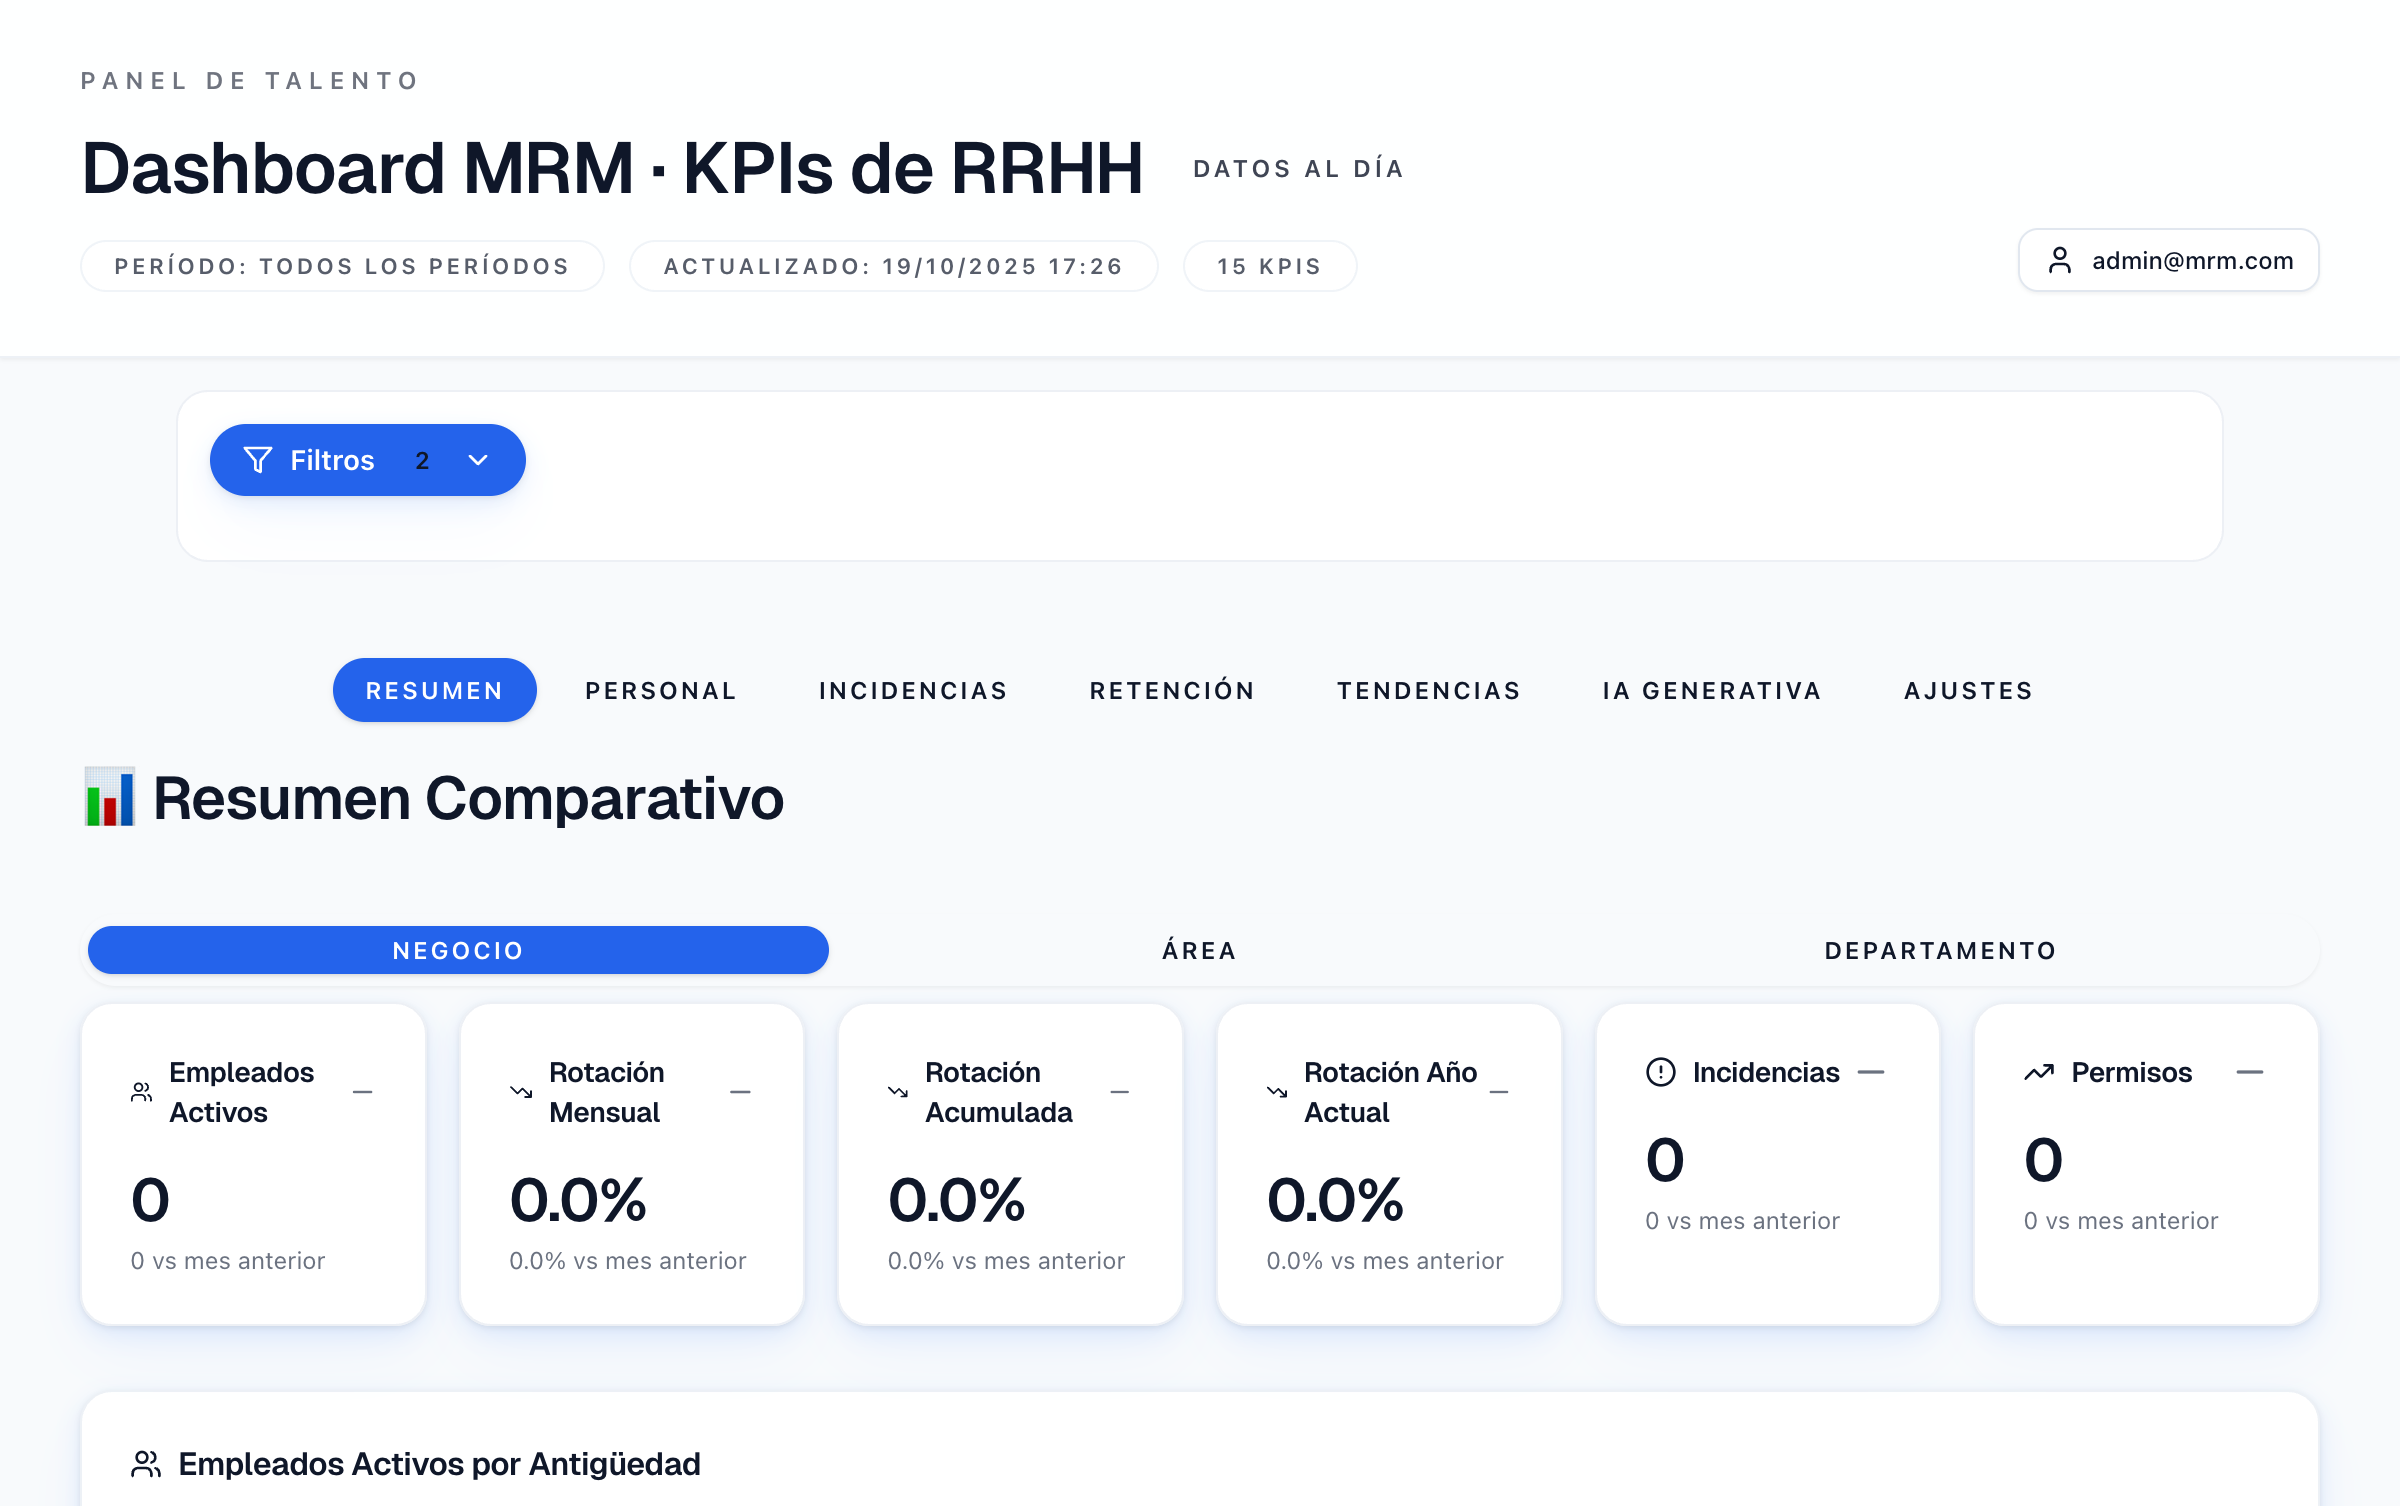 PANEL DE TALENTO
Dashboard MRM · KPIs de RRHH
DATOS AL DÍA
PERÍODO: TODOS LOS PERÍODOS
ACTUALIZADO: 19/10/2025 17:26
15 KPIS
admin@mrm.com
Filtros 2
RESUMEN
PERSONAL
INCIDENCIAS
RETENCIÓN
TENDENCIAS
IA GENERATIVA
AJUSTES
Resumen Comparativo
NEGOCIO
ÁREA
DEPARTAMENTO
Empleados
Activos
0
0 vs mes anterior
Rotación
Mensual
0.0%
0.0% vs mes anterior
Rotación
Acumulada
0.0%
0.0% vs mes anterior
Rotación Año
Actual
0.0%
0.0% vs mes anterior
Incidencias
0
0 vs mes anterior
Permisos
0
0 vs mes anterior
Empleados Activos por Antigüedad